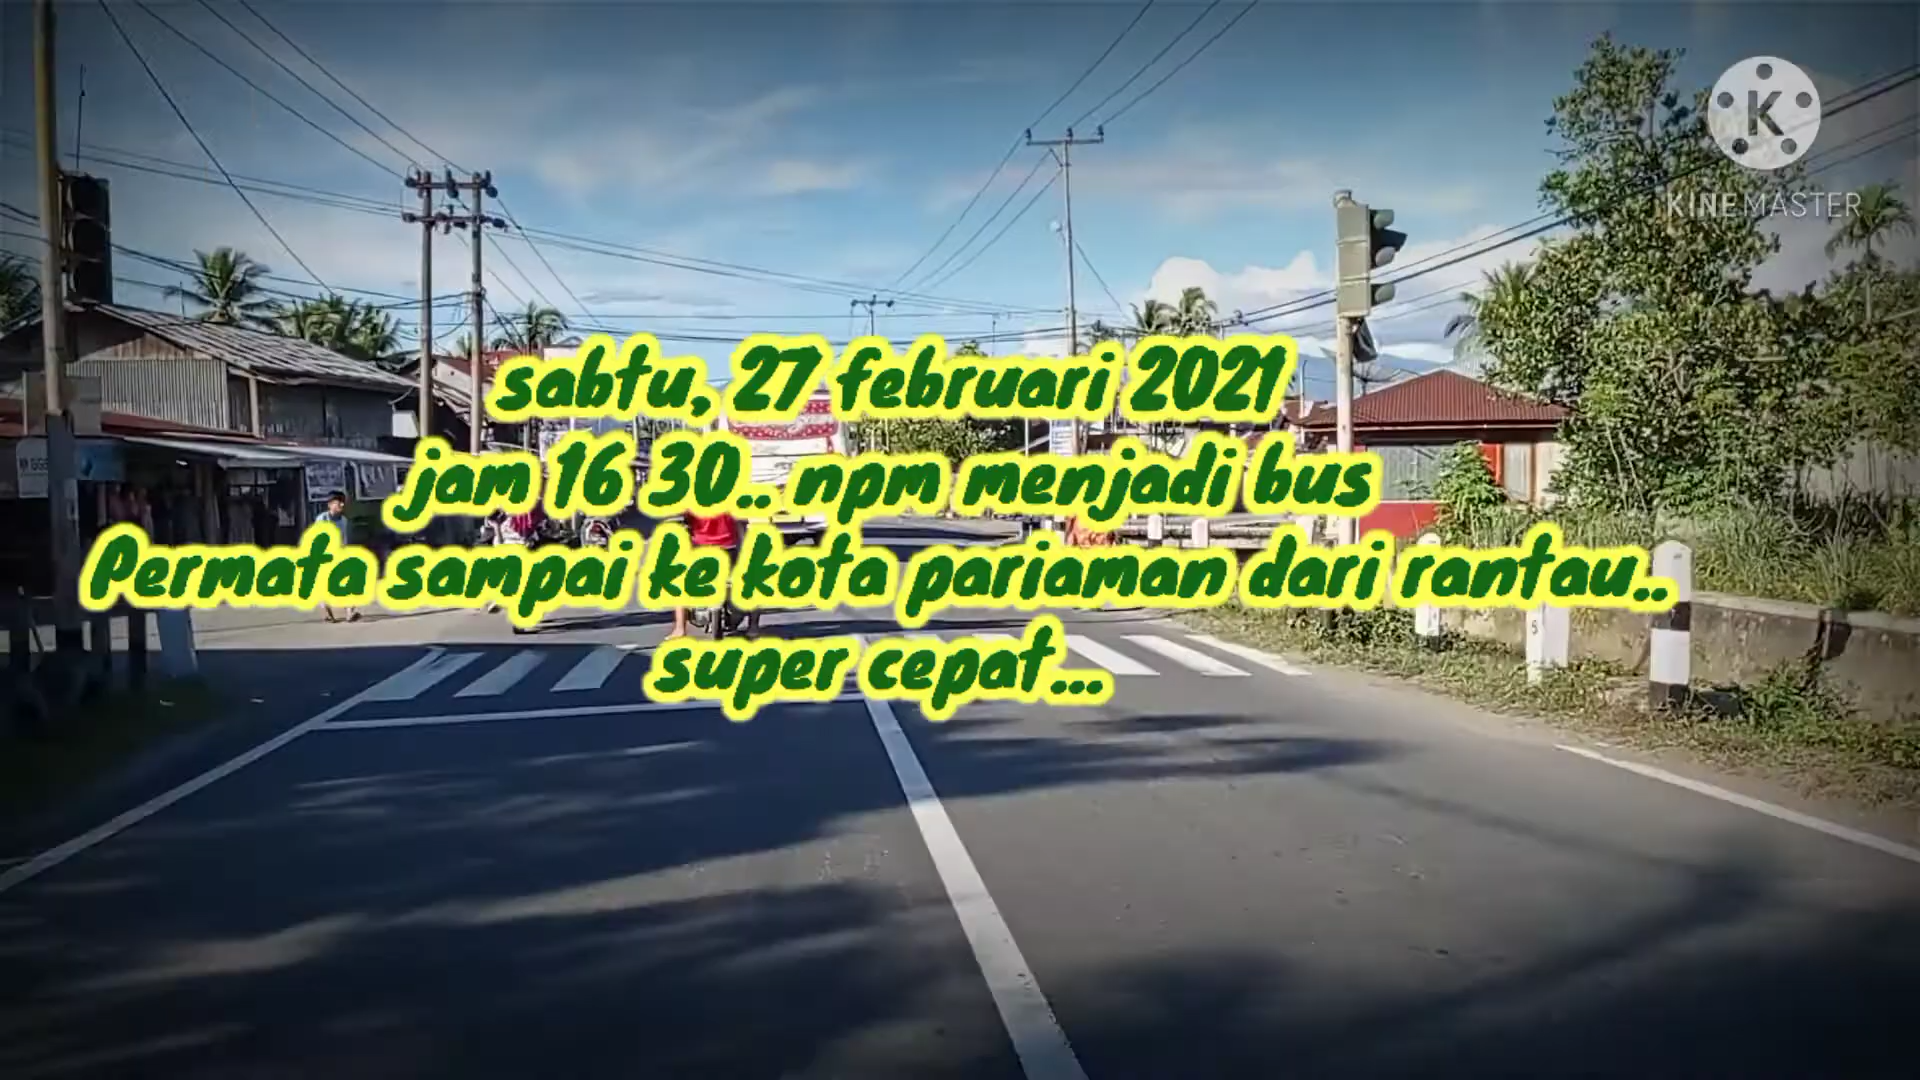 K
KINEMASTER
sabtu, 27 februari 2021
jam 16 30.. npm menjadi bus
Permata sampai ke kota pariaman dari rantau..
super cepat...